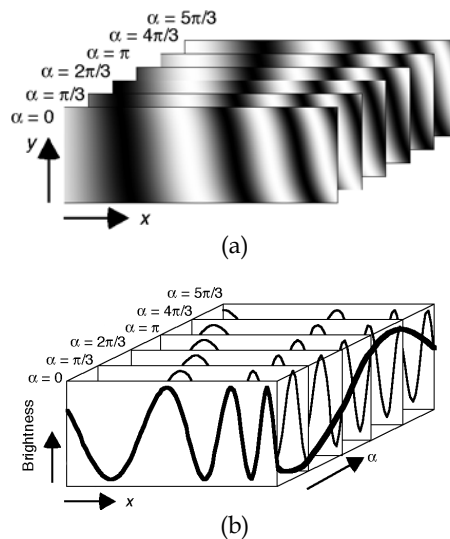 α = 5π/3
α = 4π/3
α = π
α = 2π/3
α = π/3
α = 0
y
x
(a)
α = 5π/3
α = 4π/3
α = π
α = 2π/3
α = π/3
α = 0
Brightness
α
x
(b)